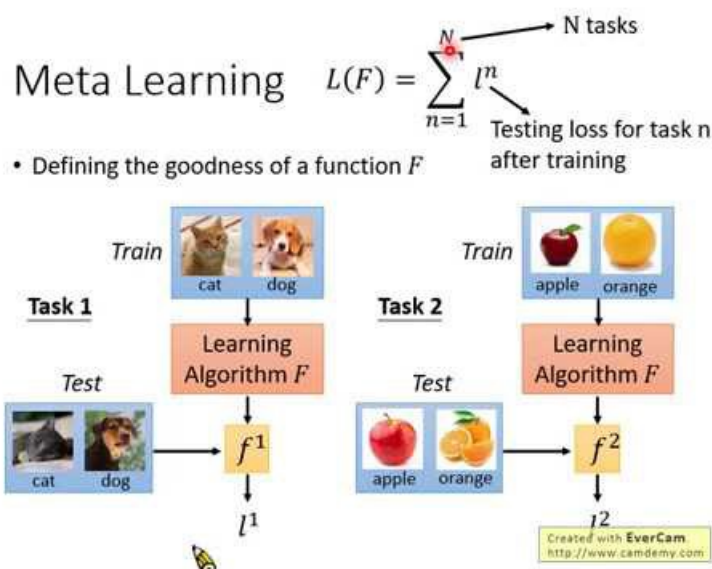 N tasks
Meta Learning
L(F) = \sum_{n=1}^{N} l^n
Testing loss for task n
after training
• Defining the goodness of a function F
Train
cat dog
Task 1
Learning
Algorithm F
Test
cat dog
f^1
l^1
Train
apple orange
Task 2
Learning
Algorithm F
Test
apple orange
f^2
l^2
Created with EverCam.
http://www.camdemy.com